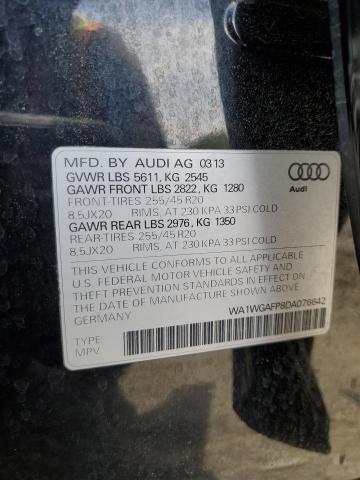 MFD. BY AUDI AG 0313
GVWR LBS 5611, KG 2545
GAWR FRONT LBS 2822, KG 1280
FRONT-TIRES 255/45 R20
8.5JX20 RIMS, AT 230 KPA 33 PSI COLD
GAWR REAR LBS 2976, KG 1350
REAR-TIRES 255/45 R20
8.5JX20 RIMS, AT 230 KPA 33 PSI COLD
Audi
THIS VEHICLE CONFORMS TO ALL APPLICABLE
U.S. FEDERAL MOTOR VEHICLE SAFETY AND
THEFT PREVENTION STANDARDS IN EFFECT ON
THE DATE OF MANUFACTURE SHOWN ABOVE.
GERMANY
WA1WGAFP8DA076642
TYPE
MPV